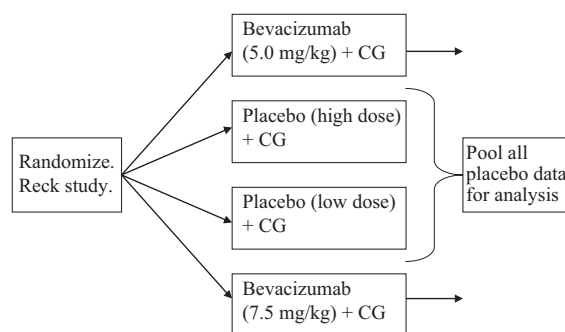 Bevacizumab
(5.0 mg/kg) + CG
Placebo (high dose)
+ CG
Randomize.
Reck study.
Pool all
placebo data
for analysis
Placebo (low dose)
+ CG
Bevacizumab
(7.5 mg/kg) + CG